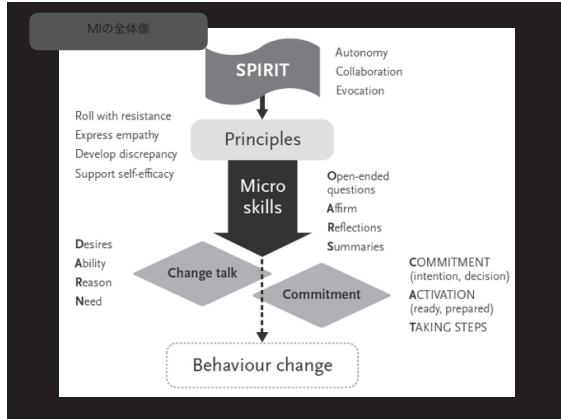 MIの全体像
SPIRIT
Autonomy
Collaboration
Evocation
Roll with resistance
Express empathy
Develop discrepancy
Support self-efficacy
Principles
Micro
skills
Open-ended
questions
Affirm
Reflections
Summaries
Desires
Ability
Reason
Need
Change talk
Commitment
COMMITMENT
(intention, decision)
ACTIVATION
(ready, prepared)
TAKING STEPS
Behaviour change